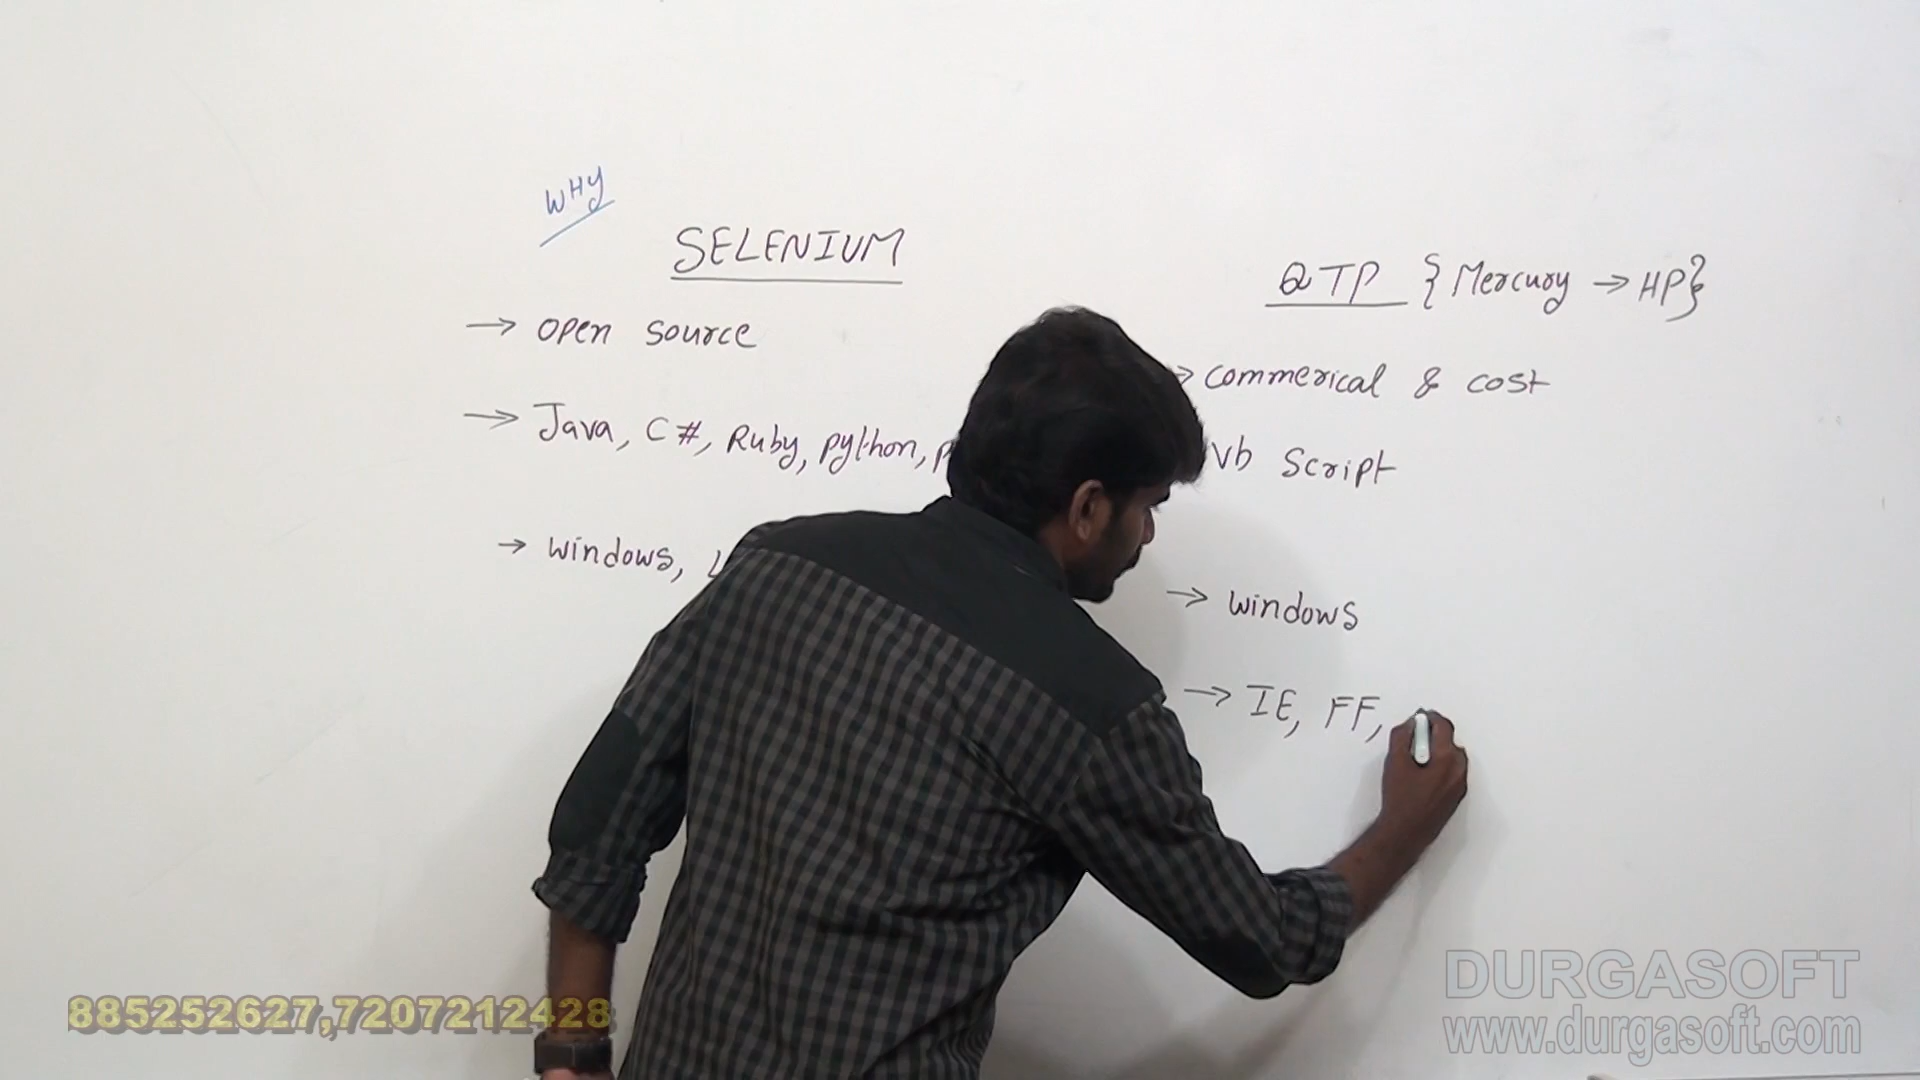 WHY
SELENIUM
→ open source
→ Java, C#, Ruby, python, p
→ windows, L
QTP { Mercury → HP}
→ commerical & cost
vb script
→ windows
→ IE, FF,
885252627,7207212428
DURGASOFT
www.durgasoft.com